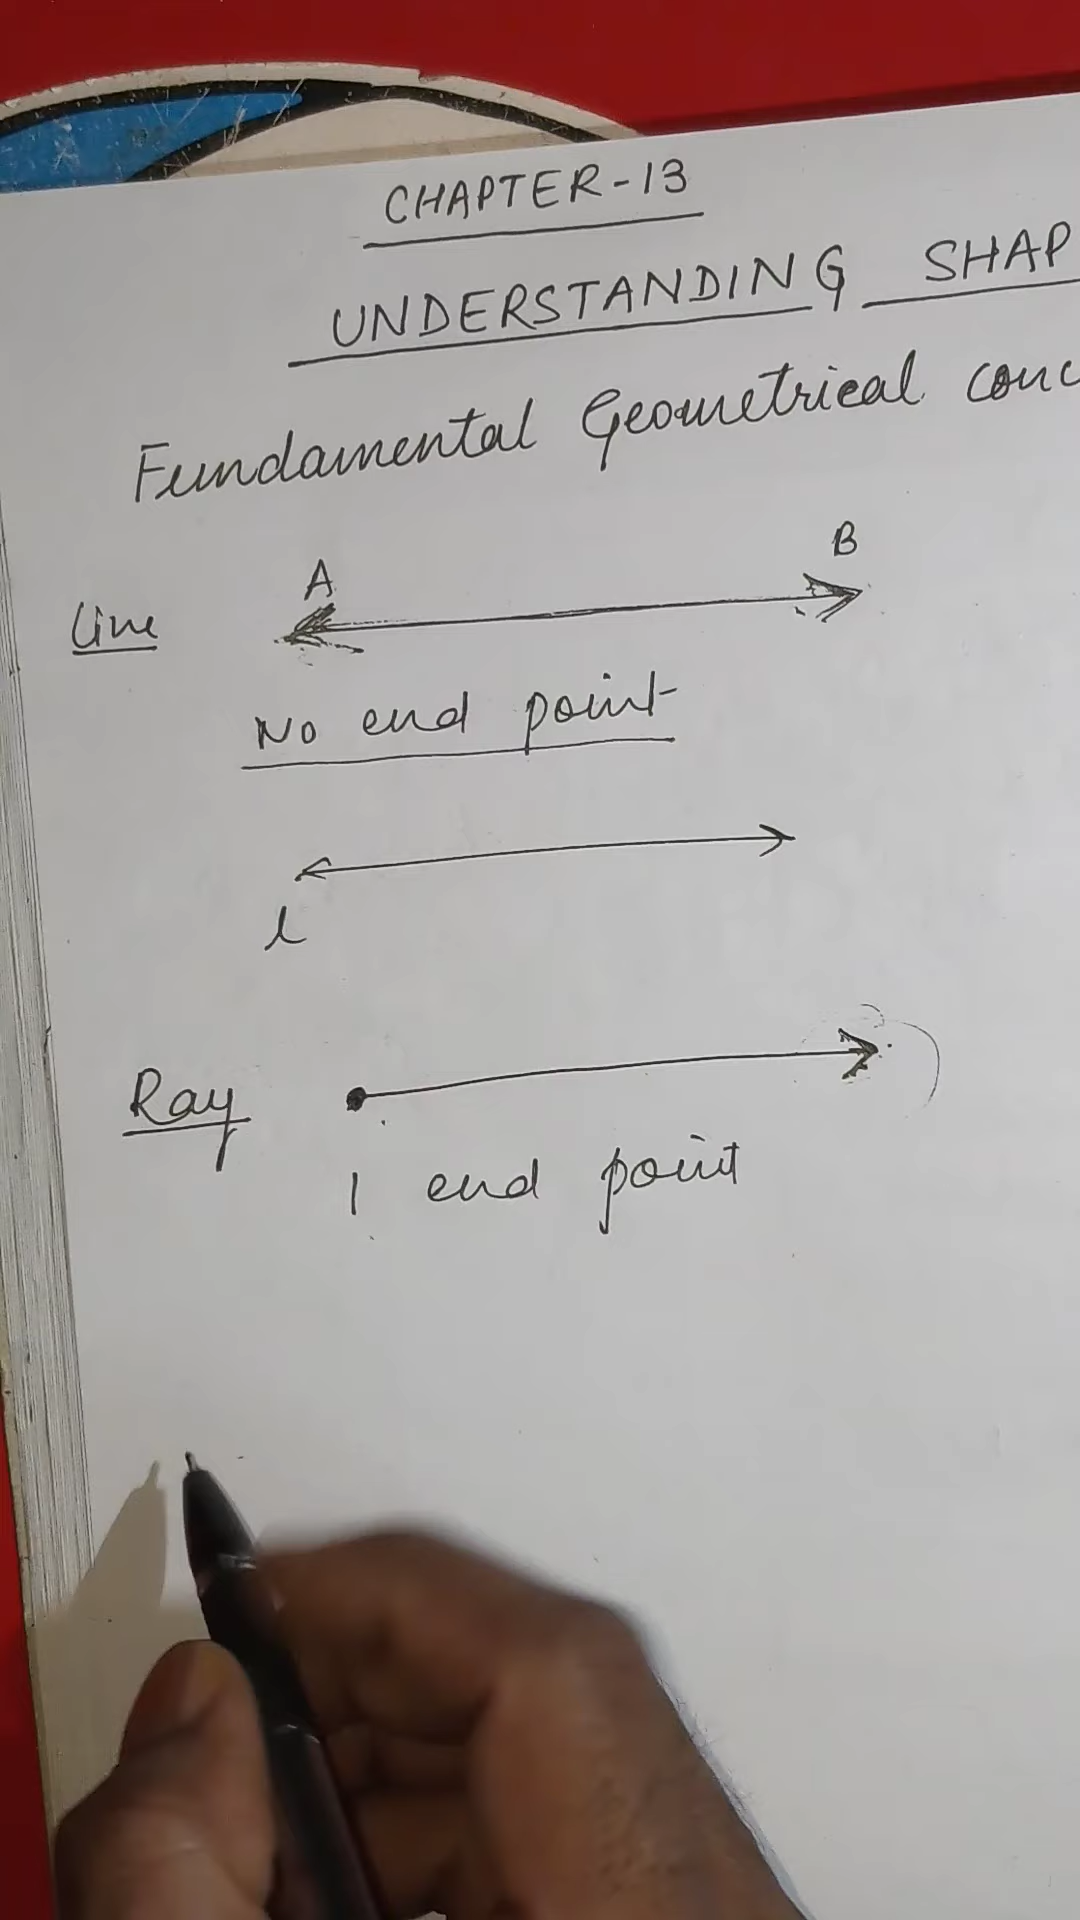 CHAPTER-13
UNDERSTANDING SHAP
Fundamental Geometrical conc
A B
Line
No end point
l
Ray
1 end point